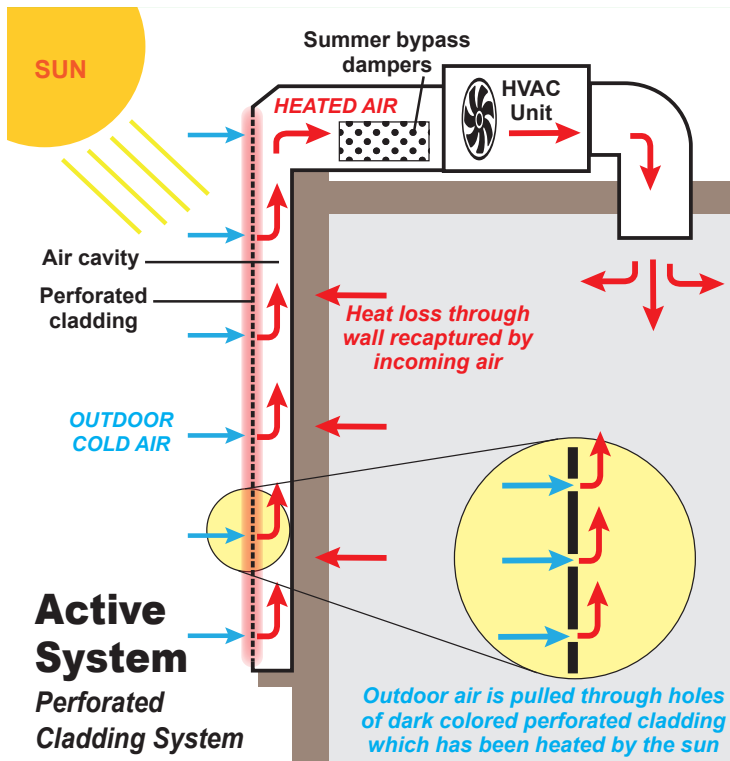 SUN
Summer bypass
dampers
HEATED AIR
HVAC
Unit
Air cavity
Perforated
cladding
Heat loss through
wall recaptured by
incoming air
OUTDOOR
COLD AIR
Active
System
Perforated
Cladding System
Outdoor air is pulled through holes
of dark colored perforated cladding
which has been heated by the sun